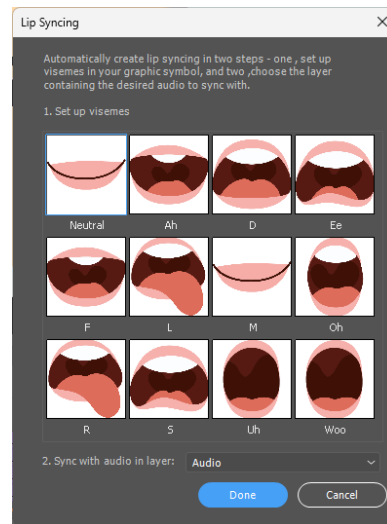 Lip Syncing
Automatically create lip syncing in two steps - one , set up
visemes in your graphic symbol, and two ,choose the layer
containing the desired audio to sync with.
1. Set up visemes
Neutral Ah D Ee
F L M Oh
R S Uh Woo
2. Sync with audio in layer: Audio
Done Cancel